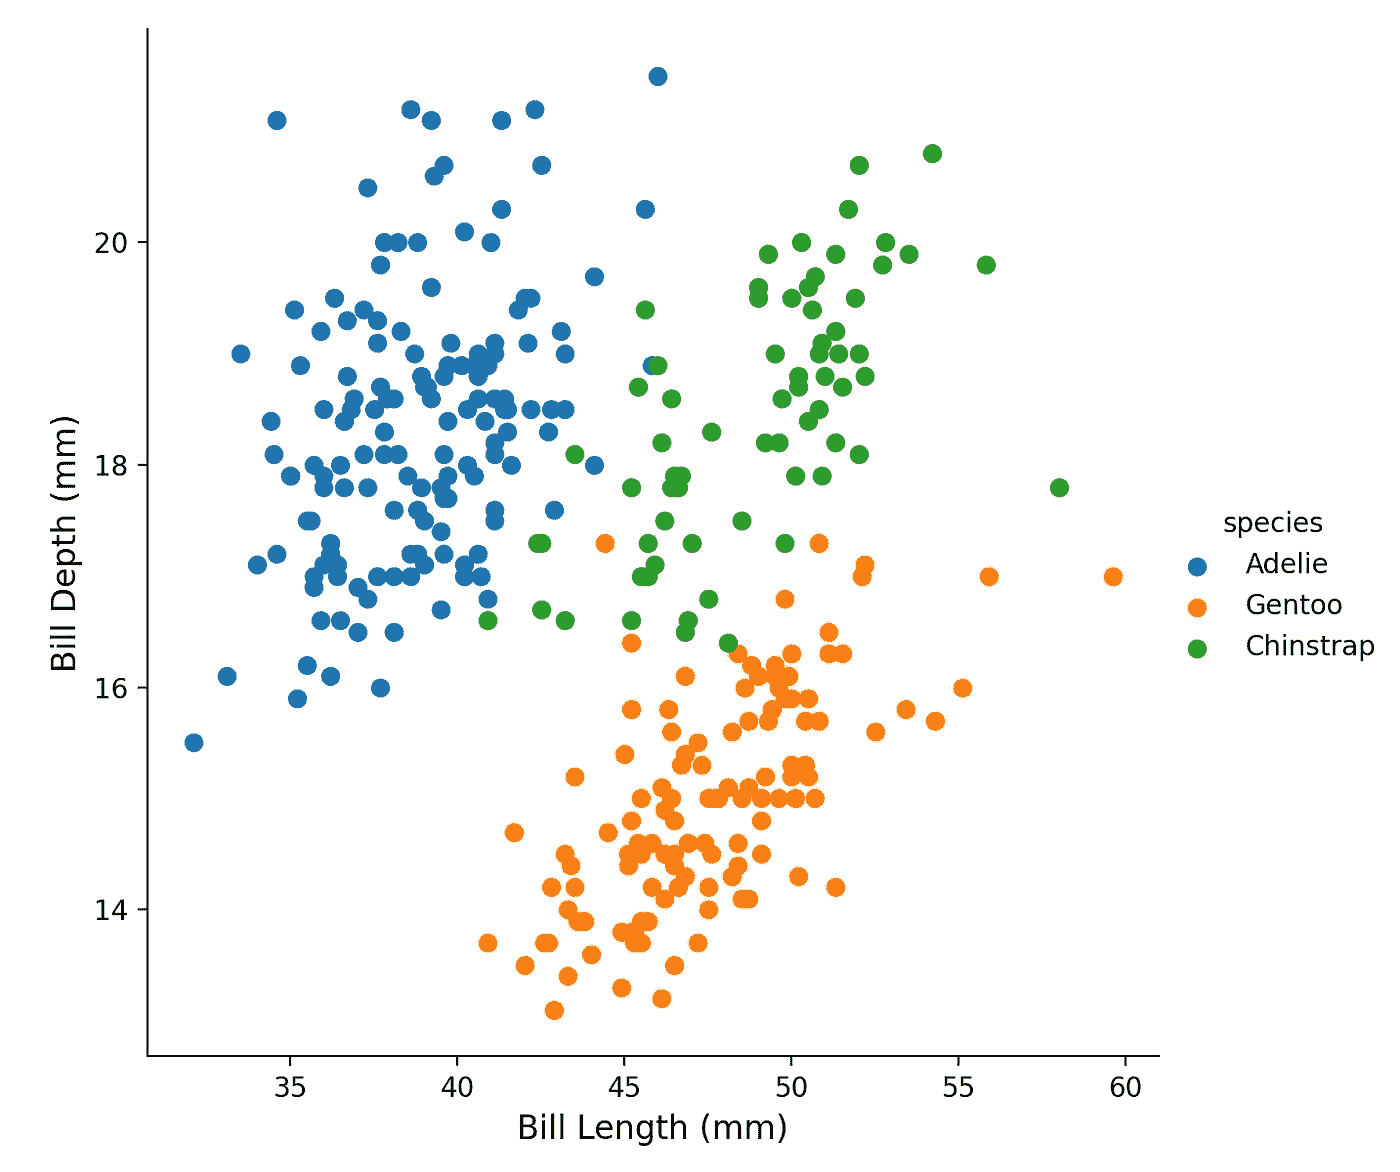 20
18
16
14
Bill Depth (mm)
35 40 45 50 55 60
Bill Length (mm)
species
Adelie
Gentoo
Chinstrap